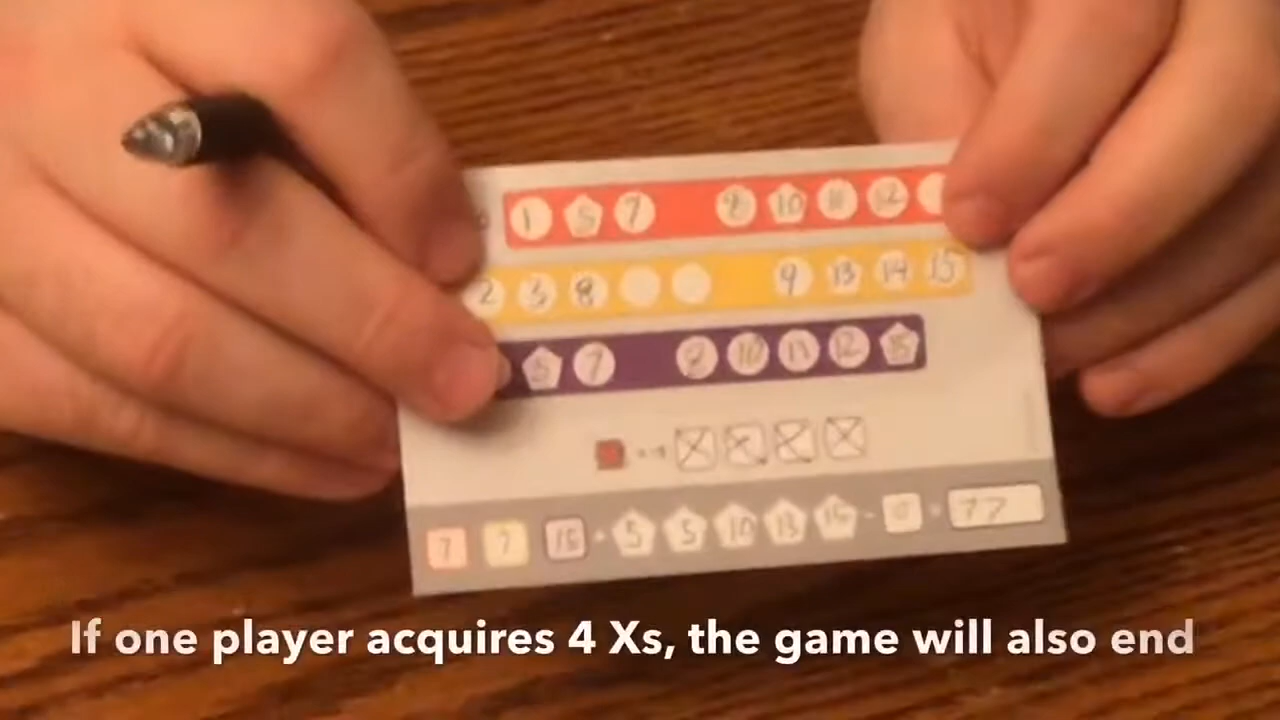 1 5 7 8 10 11 12
2 3 8 9 13 14 15
5 7 8 10 11 12 15
X X X X
7 7 5 5 10 13 15 77
If one player acquires 4 Xs, the game will also end